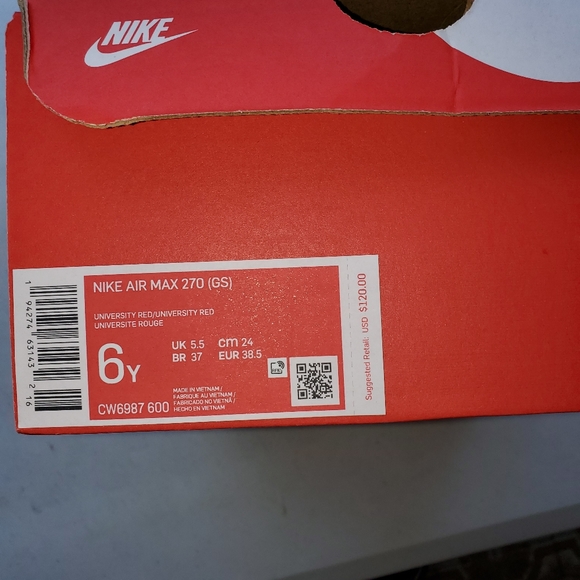 NIKE
NIKE AIR MAX 270 (GS)
UNIVERSITY RED/UNIVERSITY RED
UNIVERSITE ROUGE
6Y
UK 5.5 cm 24
BR 37 EUR 38.5
MADE IN VIETNAM /
FABRIQUE AU VIETNAM /
FABRICADO NO VIETNÃ /
HECHO EN VIETNAM
CW6987 600
1 94274 63143 2 16
Suggested Retail: USD $120.00